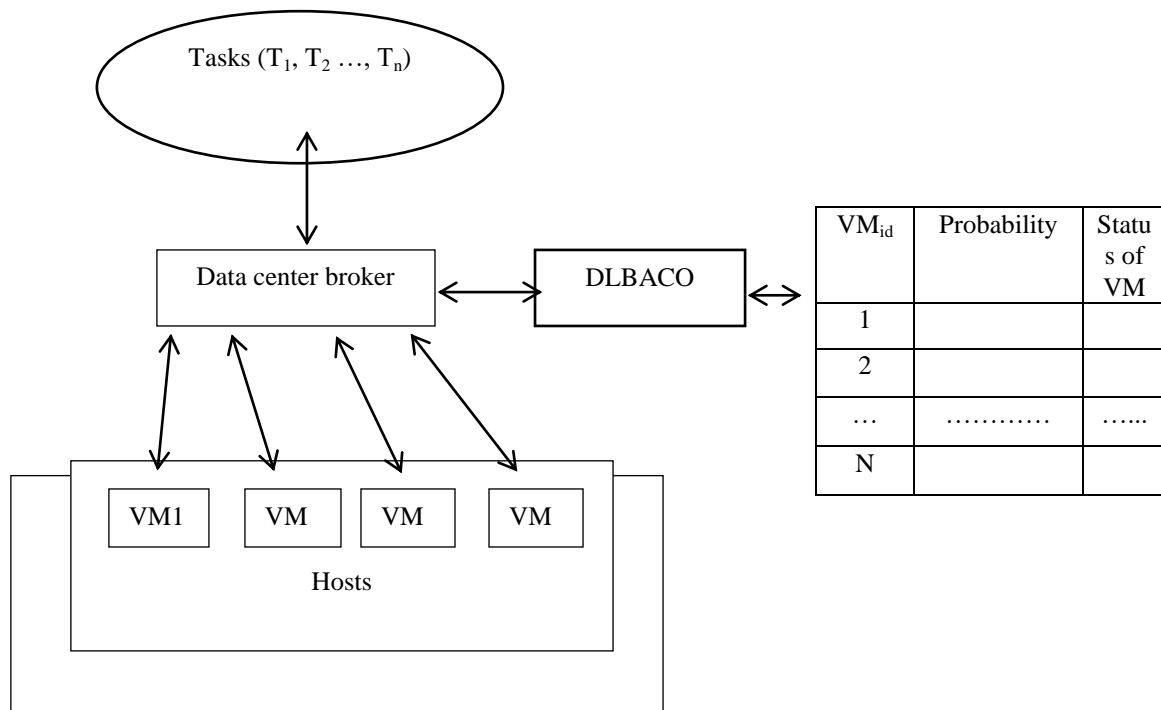 Tasks (T₁, T₂ …, Tₙ)
Data center broker
DLBACO
VMid Probability Statu
s of
VM
1
2
… ………… …...
N
VM1 VM VM VM
Hosts